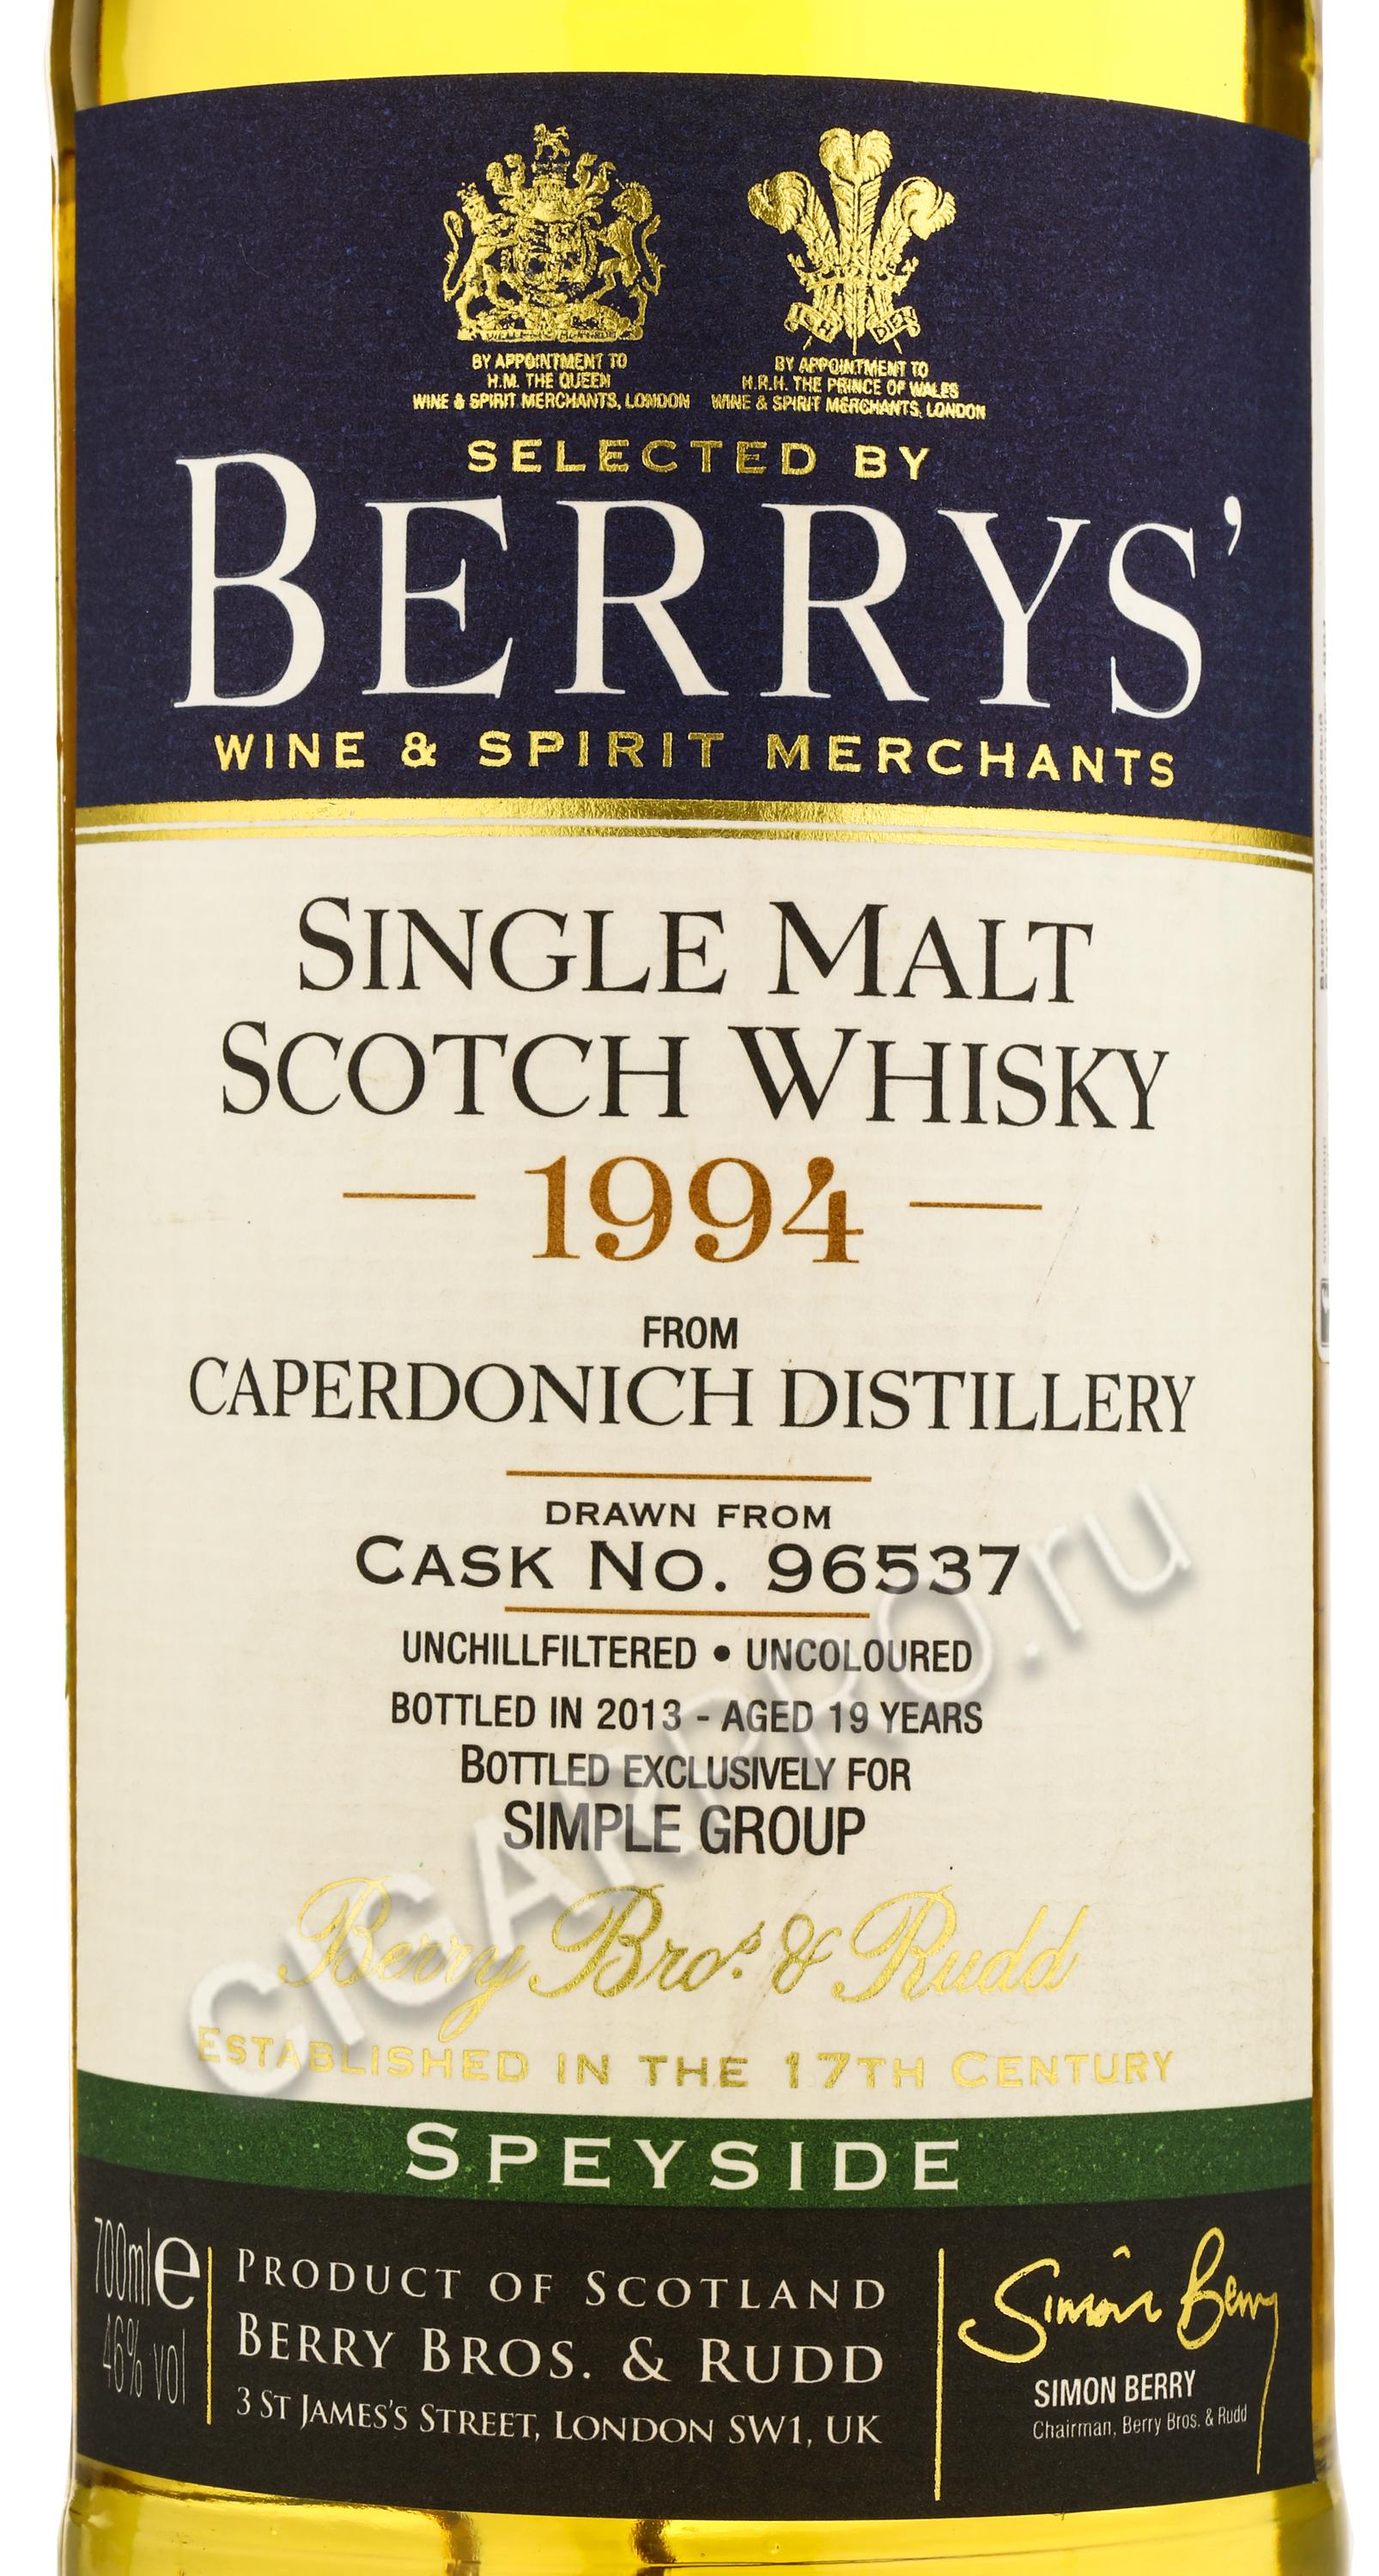 BY APPOINTMENT TO
H.M. THE QUEEN
WINE & SPIRIT MERCHANTS, LONDON
DIEN
BY APPOINTMENT TO
H.R.H. THE PRINCE OF WALES
WINE & SPIRIT MERCHANTS, LONDON
SELECTED BY
BERRYS'
WINE & SPIRIT MERCHANTS
SINGLE MALT
SCOTCH WHISKY
— 1994 —
FROM
CAPERDONICH DISTILLERY
DRAWN FROM
CASK NO. 96537
UNCHILLFILTERED • UNCOLOURED
BOTTLED IN 2013 - AGED 19 YEARS
BOTTLED EXCLUSIVELY FOR
SIMPLE GROUP
Berry Bros. & Rudd
ESTABLISHED IN THE 17TH CENTURY
SPEYSIDE
700ml e
46% vol
PRODUCT OF SCOTLAND
BERRY BROS. & RUDD
3 ST JAMES'S STREET, LONDON SW1, UK
Simon Berry
SIMON BERRY
Chairman, Berry Bros. & Rudd
CIGARPRO.ru